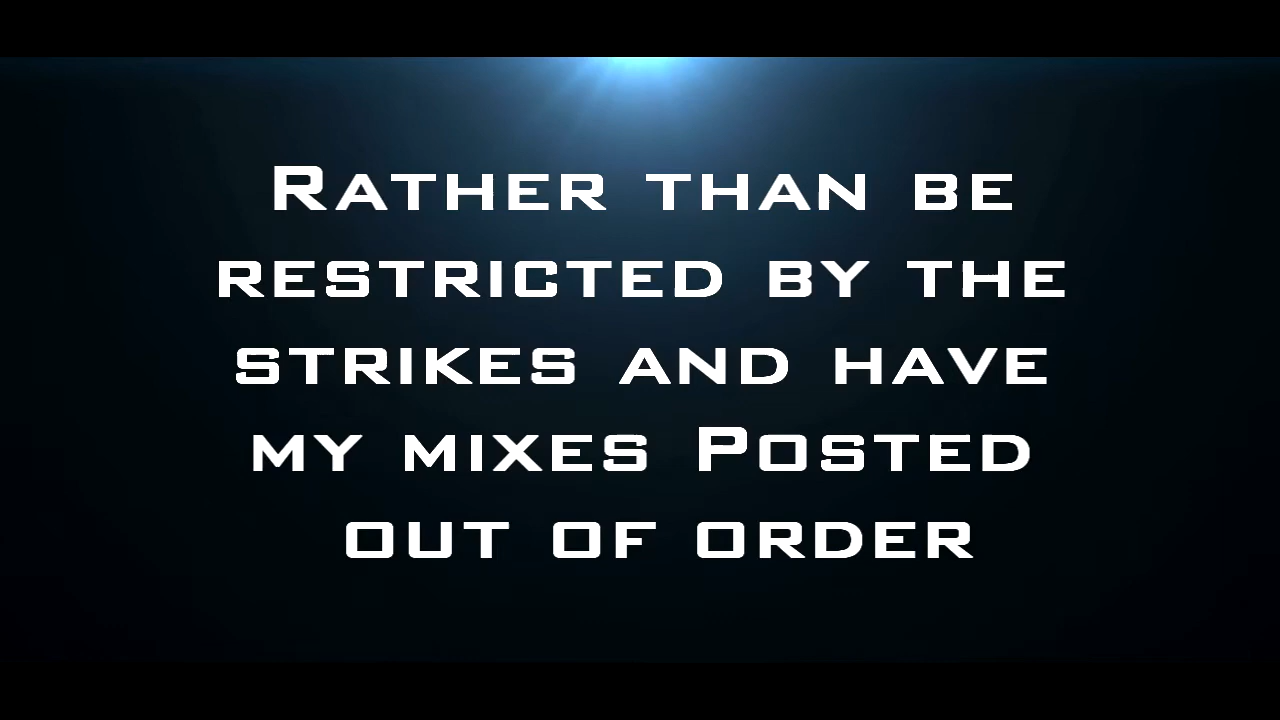 Rather than be
restricted by the
strikes and have
my mixes Posted
out of order